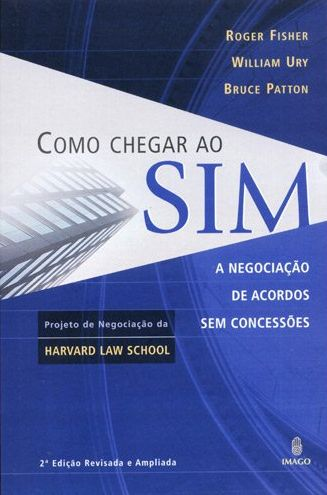 ROGER FISHER
WILLIAM URY
BRUCE PATTON
COMO CHEGAR AO
SIM
A NEGOCIAÇÃO
DE ACORDOS
SEM CONCESSÕES
Projeto de Negociação da
HARVARD LAW SCHOOL
2ª Edição Revisada e Ampliada
IMAGO